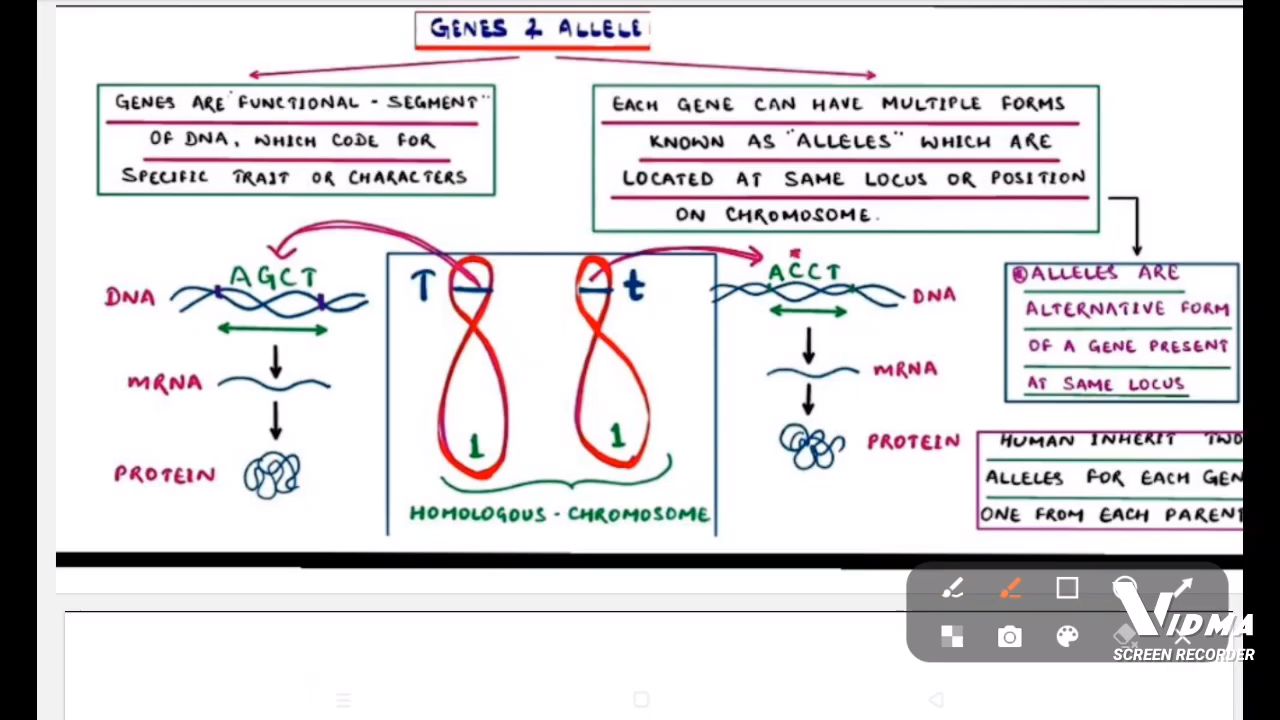 GENES & ALLELE
GENES ARE "FUNCTIONAL - SEGMENT"
OF DNA, WHICH CODE FOR
SPECIFIC TRAIT OR CHARACTERS
EACH GENE CAN HAVE MULTIPLE FORMS
KNOWN AS "ALLELES" WHICH ARE
LOCATED AT SAME LOCUS OR POSITION
ON CHROMOSOME.
AGCT
DNA
MRNA
PROTEIN
T
t
1
1
HOMOLOGOUS - CHROMOSOME
ACCT
DNA
MRNA
PROTEIN
ALLELES ARE
ALTERNATIVE FORM
OF A GENE PRESENT
AT SAME LOCUS
HUMAN INHERIT TWO
ALLELES FOR EACH GEN
ONE FROM EACH PARENT
VIDMA
SCREEN RECORDER